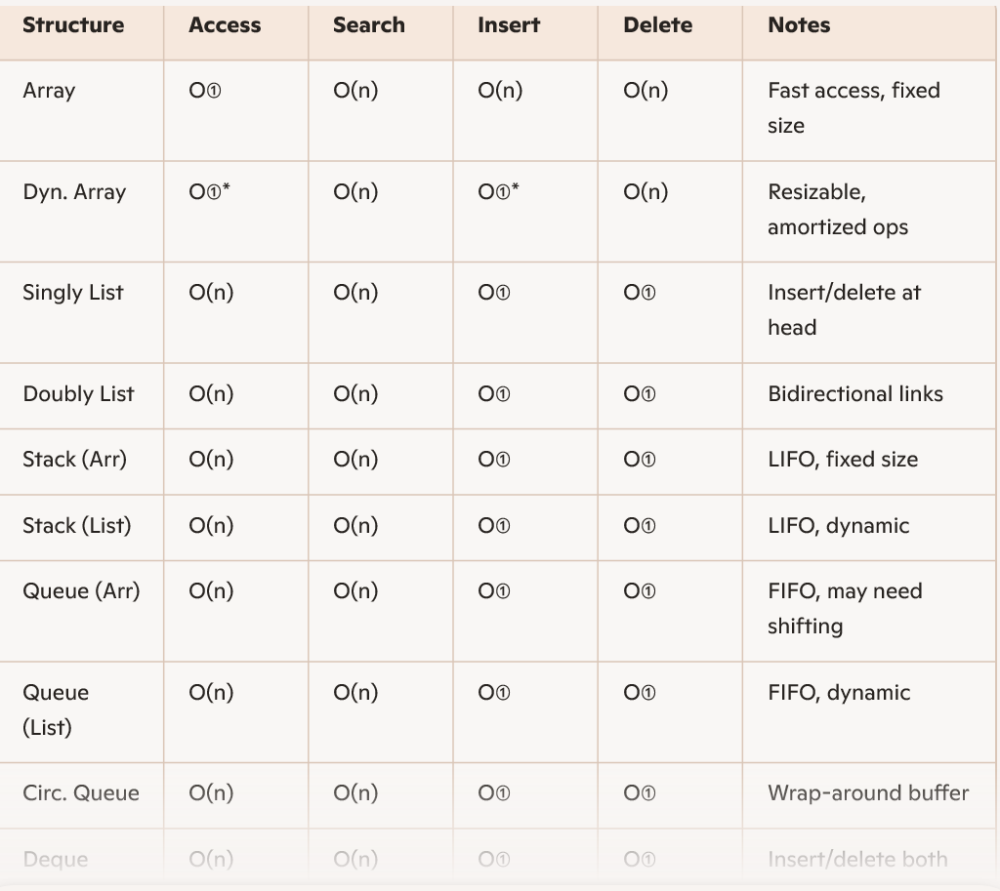 Structure Access Search Insert Delete Notes
Array O① O(n) O(n) O(n) Fast access, fixed
size
Dyn. Array O①* O(n) O①* O(n) Resizable,
amortized ops
Singly List O(n) O(n) O① O① Insert/delete at
head
Doubly List O(n) O(n) O① O① Bidirectional links
Stack (Arr) O(n) O(n) O① O① LIFO, fixed size
Stack (List) O(n) O(n) O① O① LIFO, dynamic
Queue (Arr) O(n) O(n) O① O① FIFO, may need
shifting
Queue O(n) O(n) O① O① FIFO, dynamic
(List)
Circ. Queue O(n) O(n) O① O① Wrap-around buffer
Deque O(n) O(n) O① O① Insert/delete both